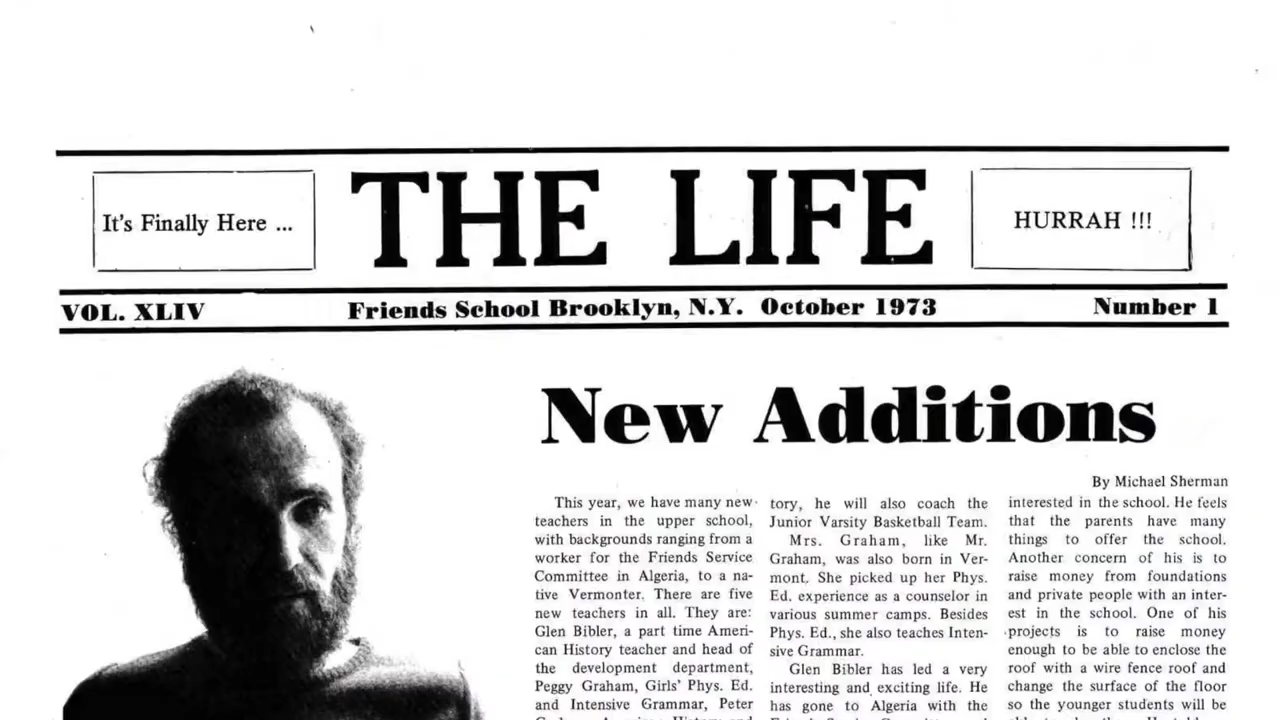 It's Finally Here ...
THE LIFE
HURRAH !!!
VOL. XLIV
Friends School Brooklyn, N.Y. October 1973
Number 1
New Additions
By Michael Sherman
This year, we have many new
teachers in the upper school,
with backgrounds ranging from a
worker for the Friends Service
Committee in Algeria, to a na-
tive Vermonter. There are five
new teachers in all. They are:
Glen Bibler, a part time Ameri-
can History teacher and head of
the development department,
Peggy Graham, Girls' Phys. Ed.
and Intensive Grammar, Peter
tory, he will also coach the
Junior Varsity Basketball Team.
Mrs. Graham, like Mr.
Graham, was also born in Ver-
mont. She picked up her Phys.
Ed. experience as a counselor in
various summer camps. Besides
Phys. Ed., she also teaches Inten-
sive Grammar.
Glen Bibler has led a very
interesting and exciting life. He
has gone to Algeria with the
interested in the school. He feels
that the parents have many
things to offer the school.
Another concern of his is to
raise money from foundations
and private people with an inter-
est in the school. One of his
projects is to raise money
enough to be able to enclose the
roof with a wire fence roof and
change the surface of the floor
so the younger students will be